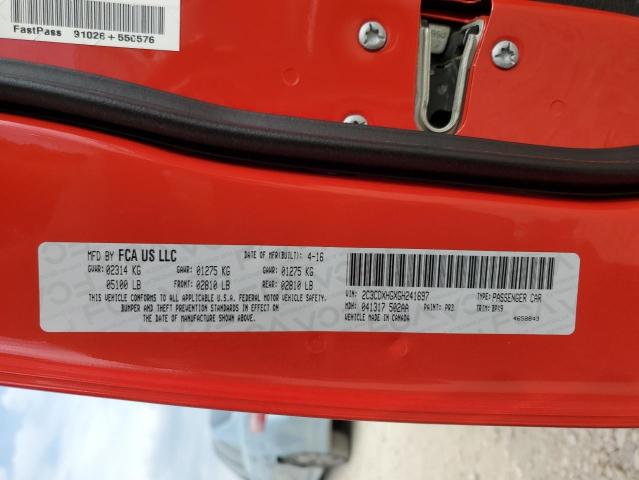 FastPass 91026+550576
MFD BY FCA US LLC DATE OF MFR(BUILT): 4-16
GVWR:02314 KG GAWR: 01275 KG GAWR: 01275 KG
05100 LB FRONT: 02810 LB REAR: 02810 LB
THIS VEHICLE CONFORMS TO ALL APPLICABLE U.S.A. FEDERAL MOTOR VEHICLE SAFETY,
BUMPER AND THEFT PREVENTION STANDARDS IN EFFECT ON
THE DATE OF MANUFACTURE SHOWN ABOVE.
VIN: 2C3CDXHGXGH241697 TYPE: PASSENGER CAR
MDH: 041317 502AA PAINT: PR3 TRIM: BPX9
VEHICLE MADE IN CANADA 4650843